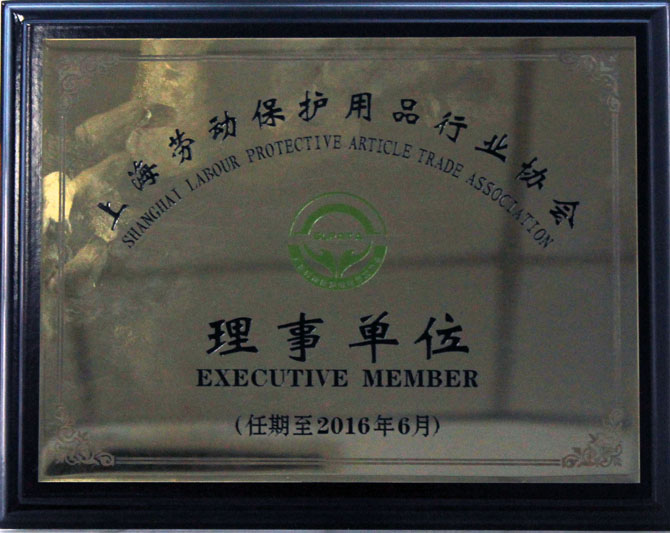 上海劳动保护用品行业协会
SHANGHAI LABOUR PROTECTIVE ARTICLE TRADE ASSOCIATION
理事单位
EXECUTIVE MEMBER
(任期至2016年6月)